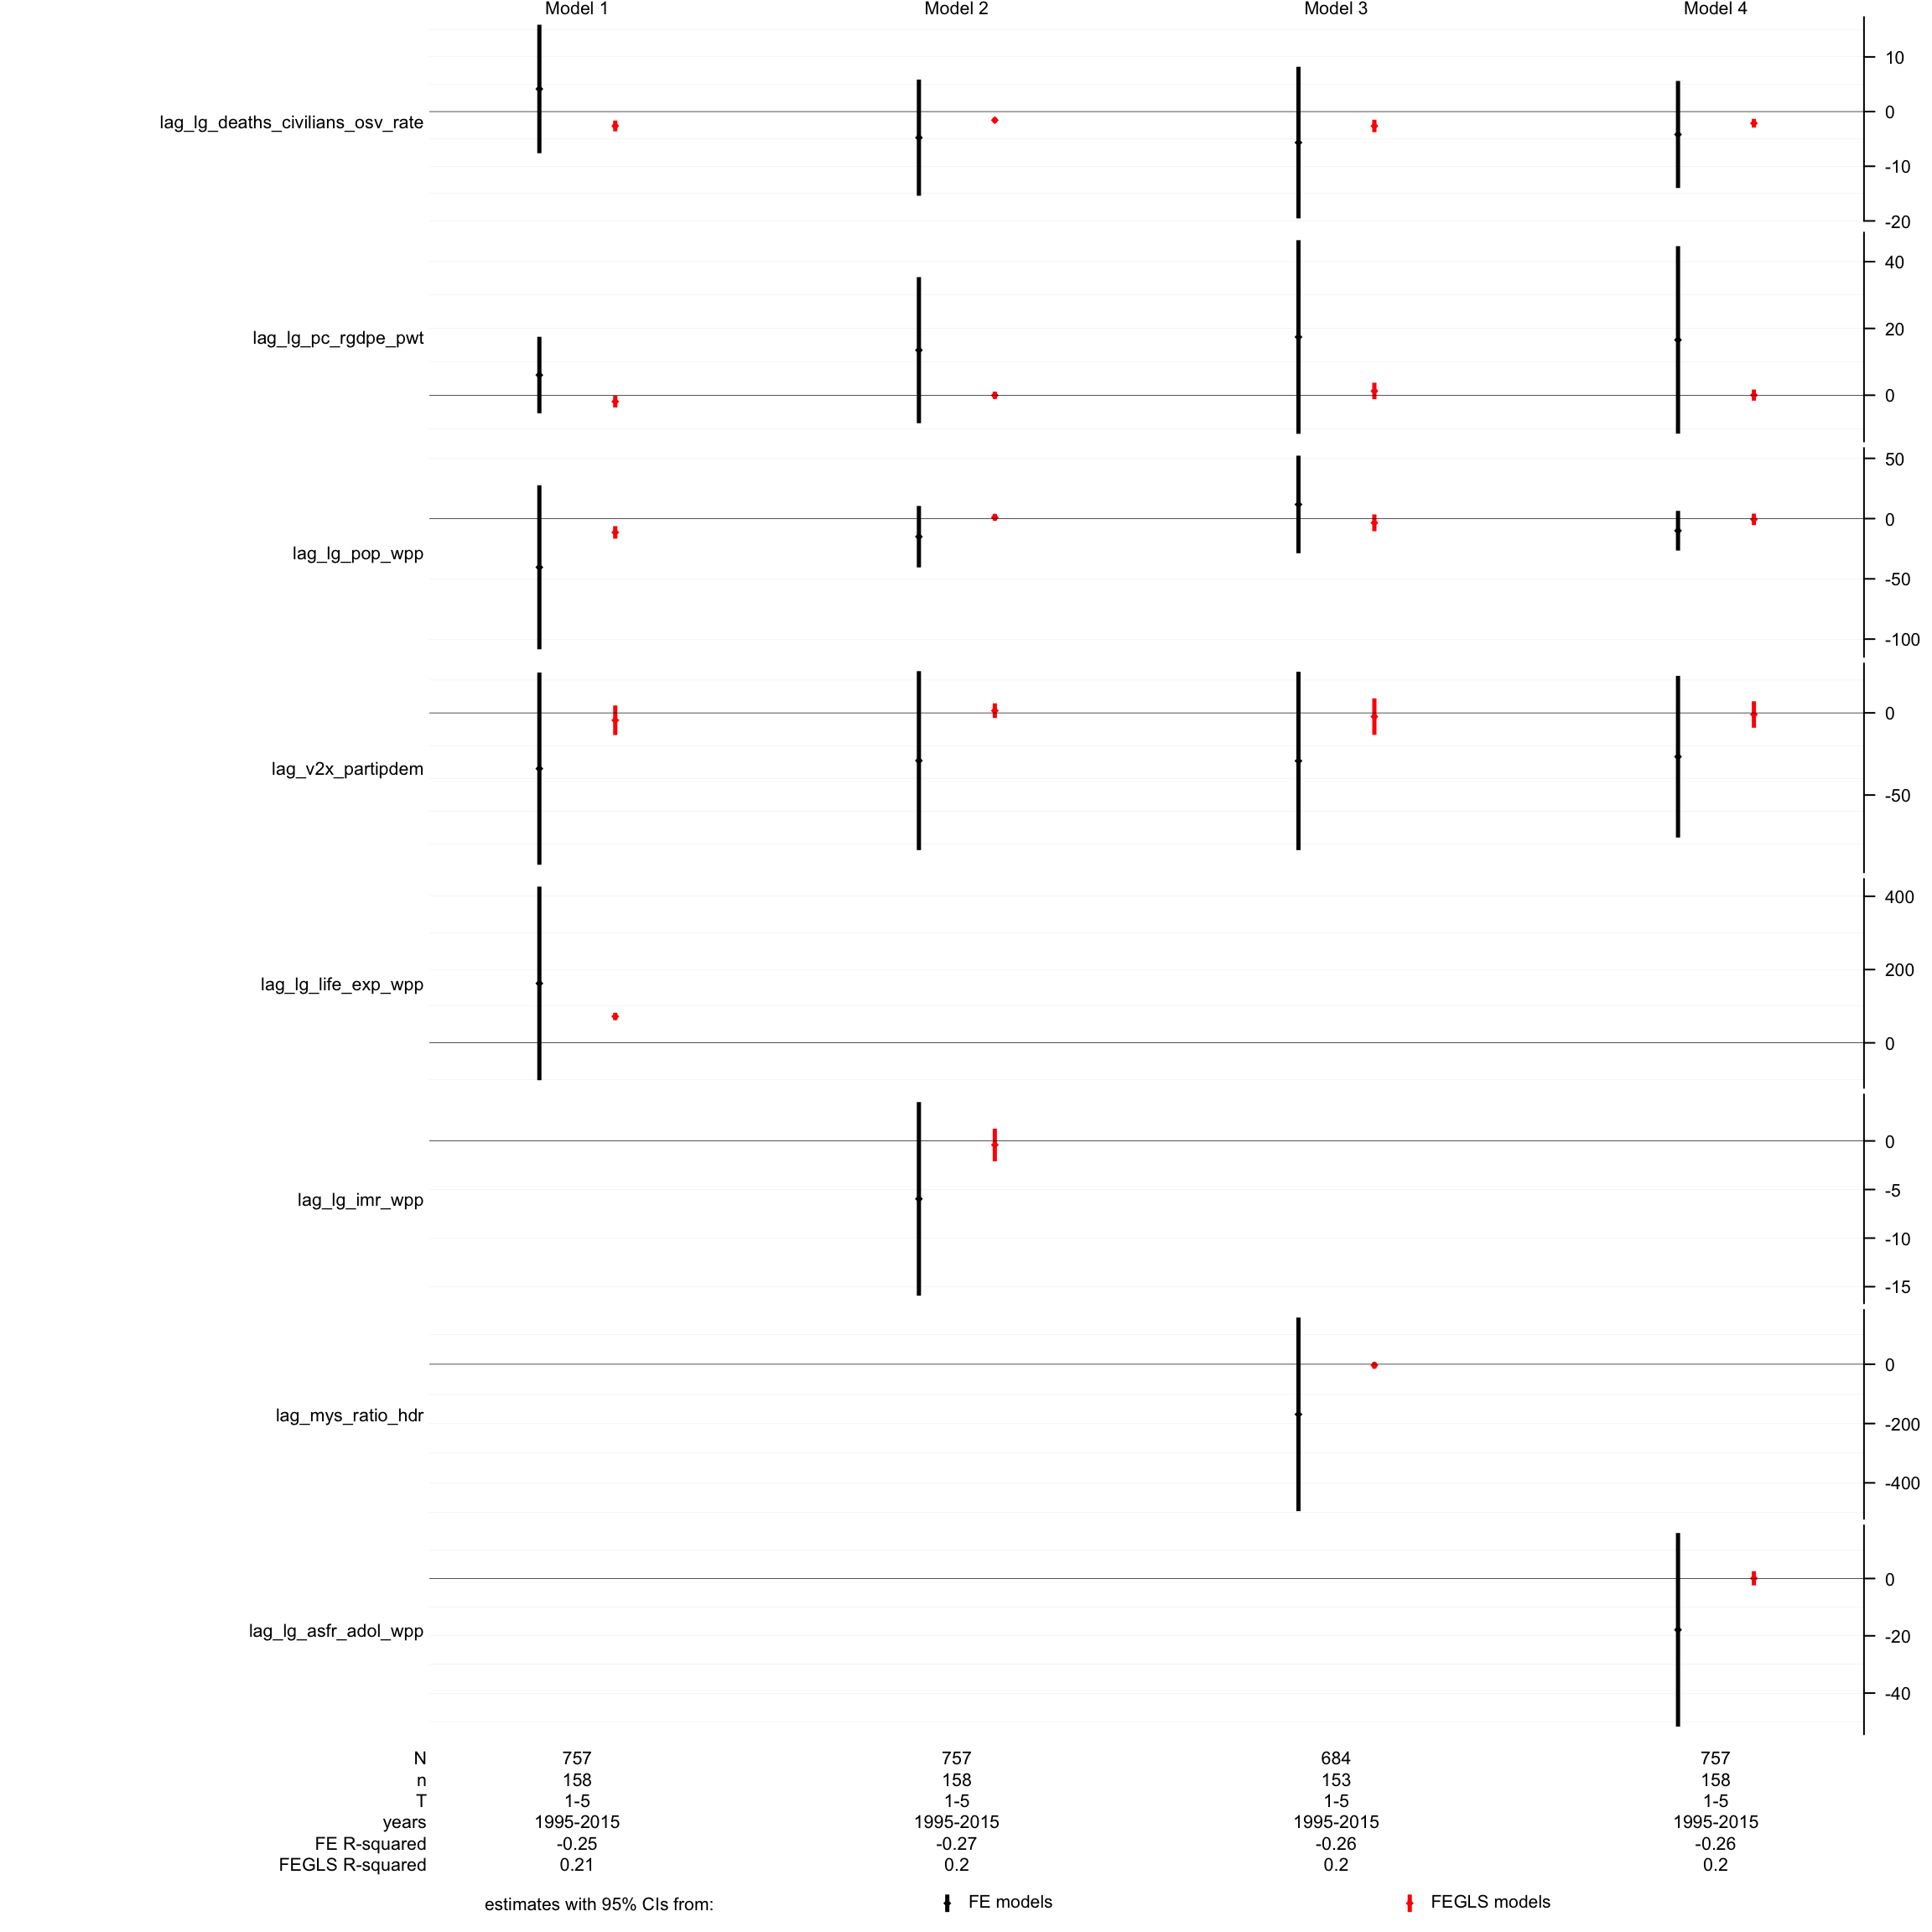 Model 1 Model 2 Model 3 Model 4
10
0
lag_lg_deaths_civilians_osv_rate
-10
-20
40
20
lag_lg_pc_rgdpe_pwt
0
50
0
lag_lg_pop_wpp
-50
-100
0
lag_v2x_partipdem
-50
400
200
lag_lg_life_exp_wpp
0
0
-5
lag_lg_imr_wpp
-10
-15
0
lag_mys_ratio_hdr
-200
-400
0
lag_lg_asfr_adol_wpp
-20
-40
N 757 757 684 757
n 158 158 153 158
T 1-5 1-5 1-5 1-5
years 1995-2015 1995-2015 1995-2015 1995-2015
FE R-squared -0.25 -0.27 -0.26 -0.26
FEGLS R-squared 0.21 0.2 0.2 0.2
estimates with 95% CIs from: FE models FEGLS models